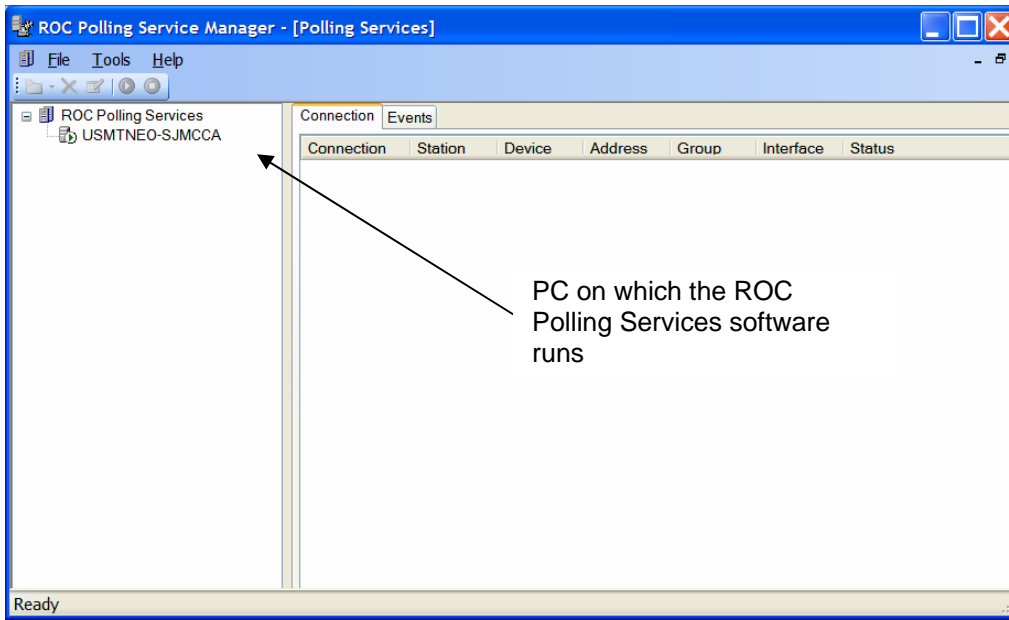 ROC Polling Service Manager - [Polling Services]
File Tools Help
ROC Polling Services
USMTNEO-SJMCCA
Connection Events
Connection Station Device Address Group Interface Status
PC on which the ROC
Polling Services software
runs
Ready